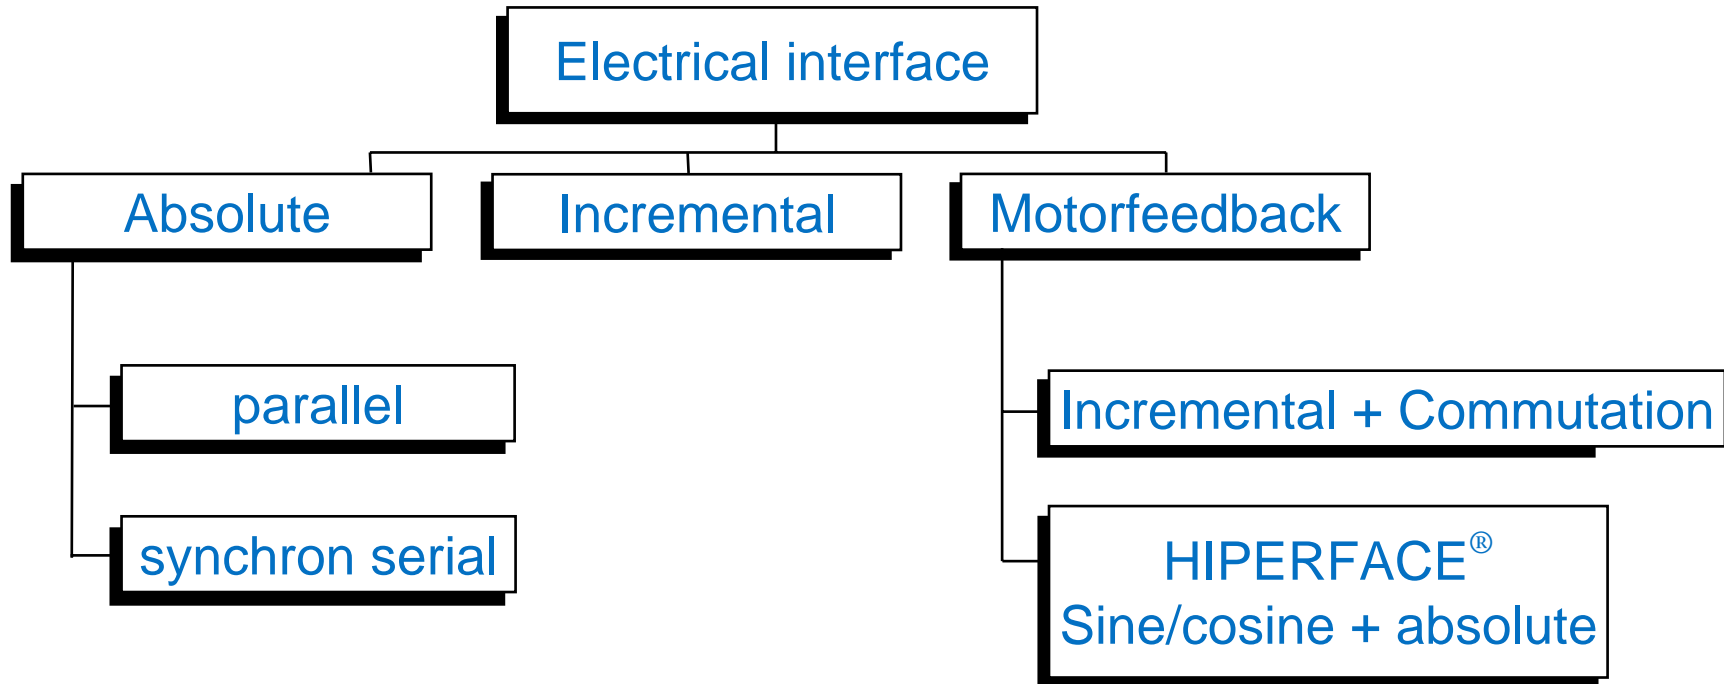 Electrical interface
Absolute
Incremental
Motorfeedback
parallel
synchron serial
Incremental + Commutation
HIPERFACE®
Sine/cosine + absolute